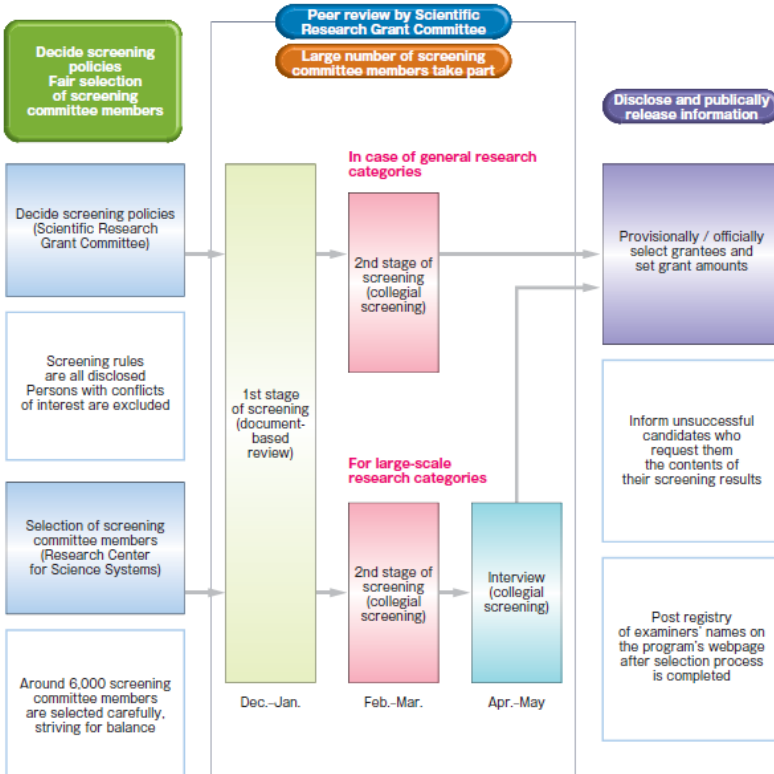 Decide screening
policies
Fair selection
of screening
committee members
Peer review by Scientific
Research Grant Committee
Large number of screening
committee members take part
Disclose and publically
release information
Decide screening policies
(Scientific Research
Grant Committee)
Screening rules
are all disclosed
Persons with conflicts
of interest are excluded
Selection of screening
committee members
(Research Center
for Science Systems)
Around 6,000 screening
committee members
are selected carefully,
striving for balance
1st stage
of screening
(document-
based
review)
Dec.-Jan.
In case of general research
categories
2nd stage of
screening
(collegial
screening)
For large-scale
research categories
2nd stage of
screening
(collegial
screening)
Feb.-Mar.
Interview
(collegial
screening)
Apr.-May
Provisionally / officially
select grantees and
set grant amounts
Inform unsuccessful
candidates who
request them
the contents of
their screening results
Post registry
of examiners' names on
the program's webpage
after selection process
is completed